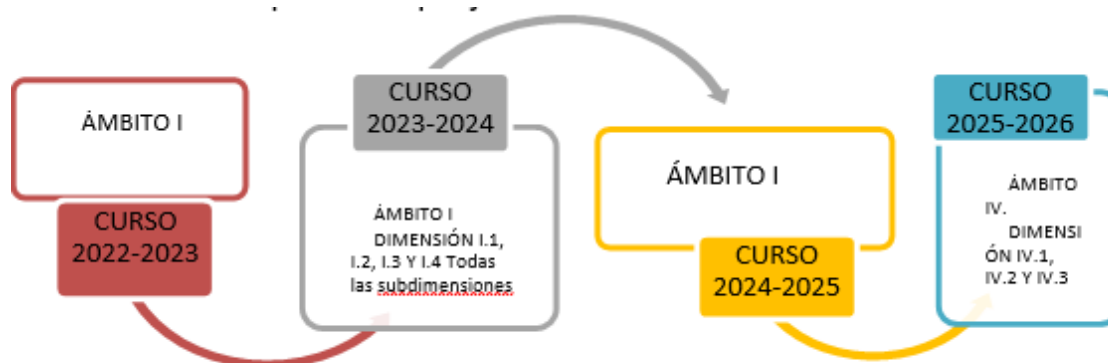 ÁMBITO I
CURSO
2022-2023
CURSO
2023-2024
ÁMBITO I
DIMENSIÓN I.1,
I.2, I.3 Y I.4 Todas
las subdimensiones
ÁMBITO I
CURSO
2024-2025
CURSO
2025-2026
ÁMBITO
IV.
DIMENSI
ÓN IV.1,
IV.2 Y IV.3